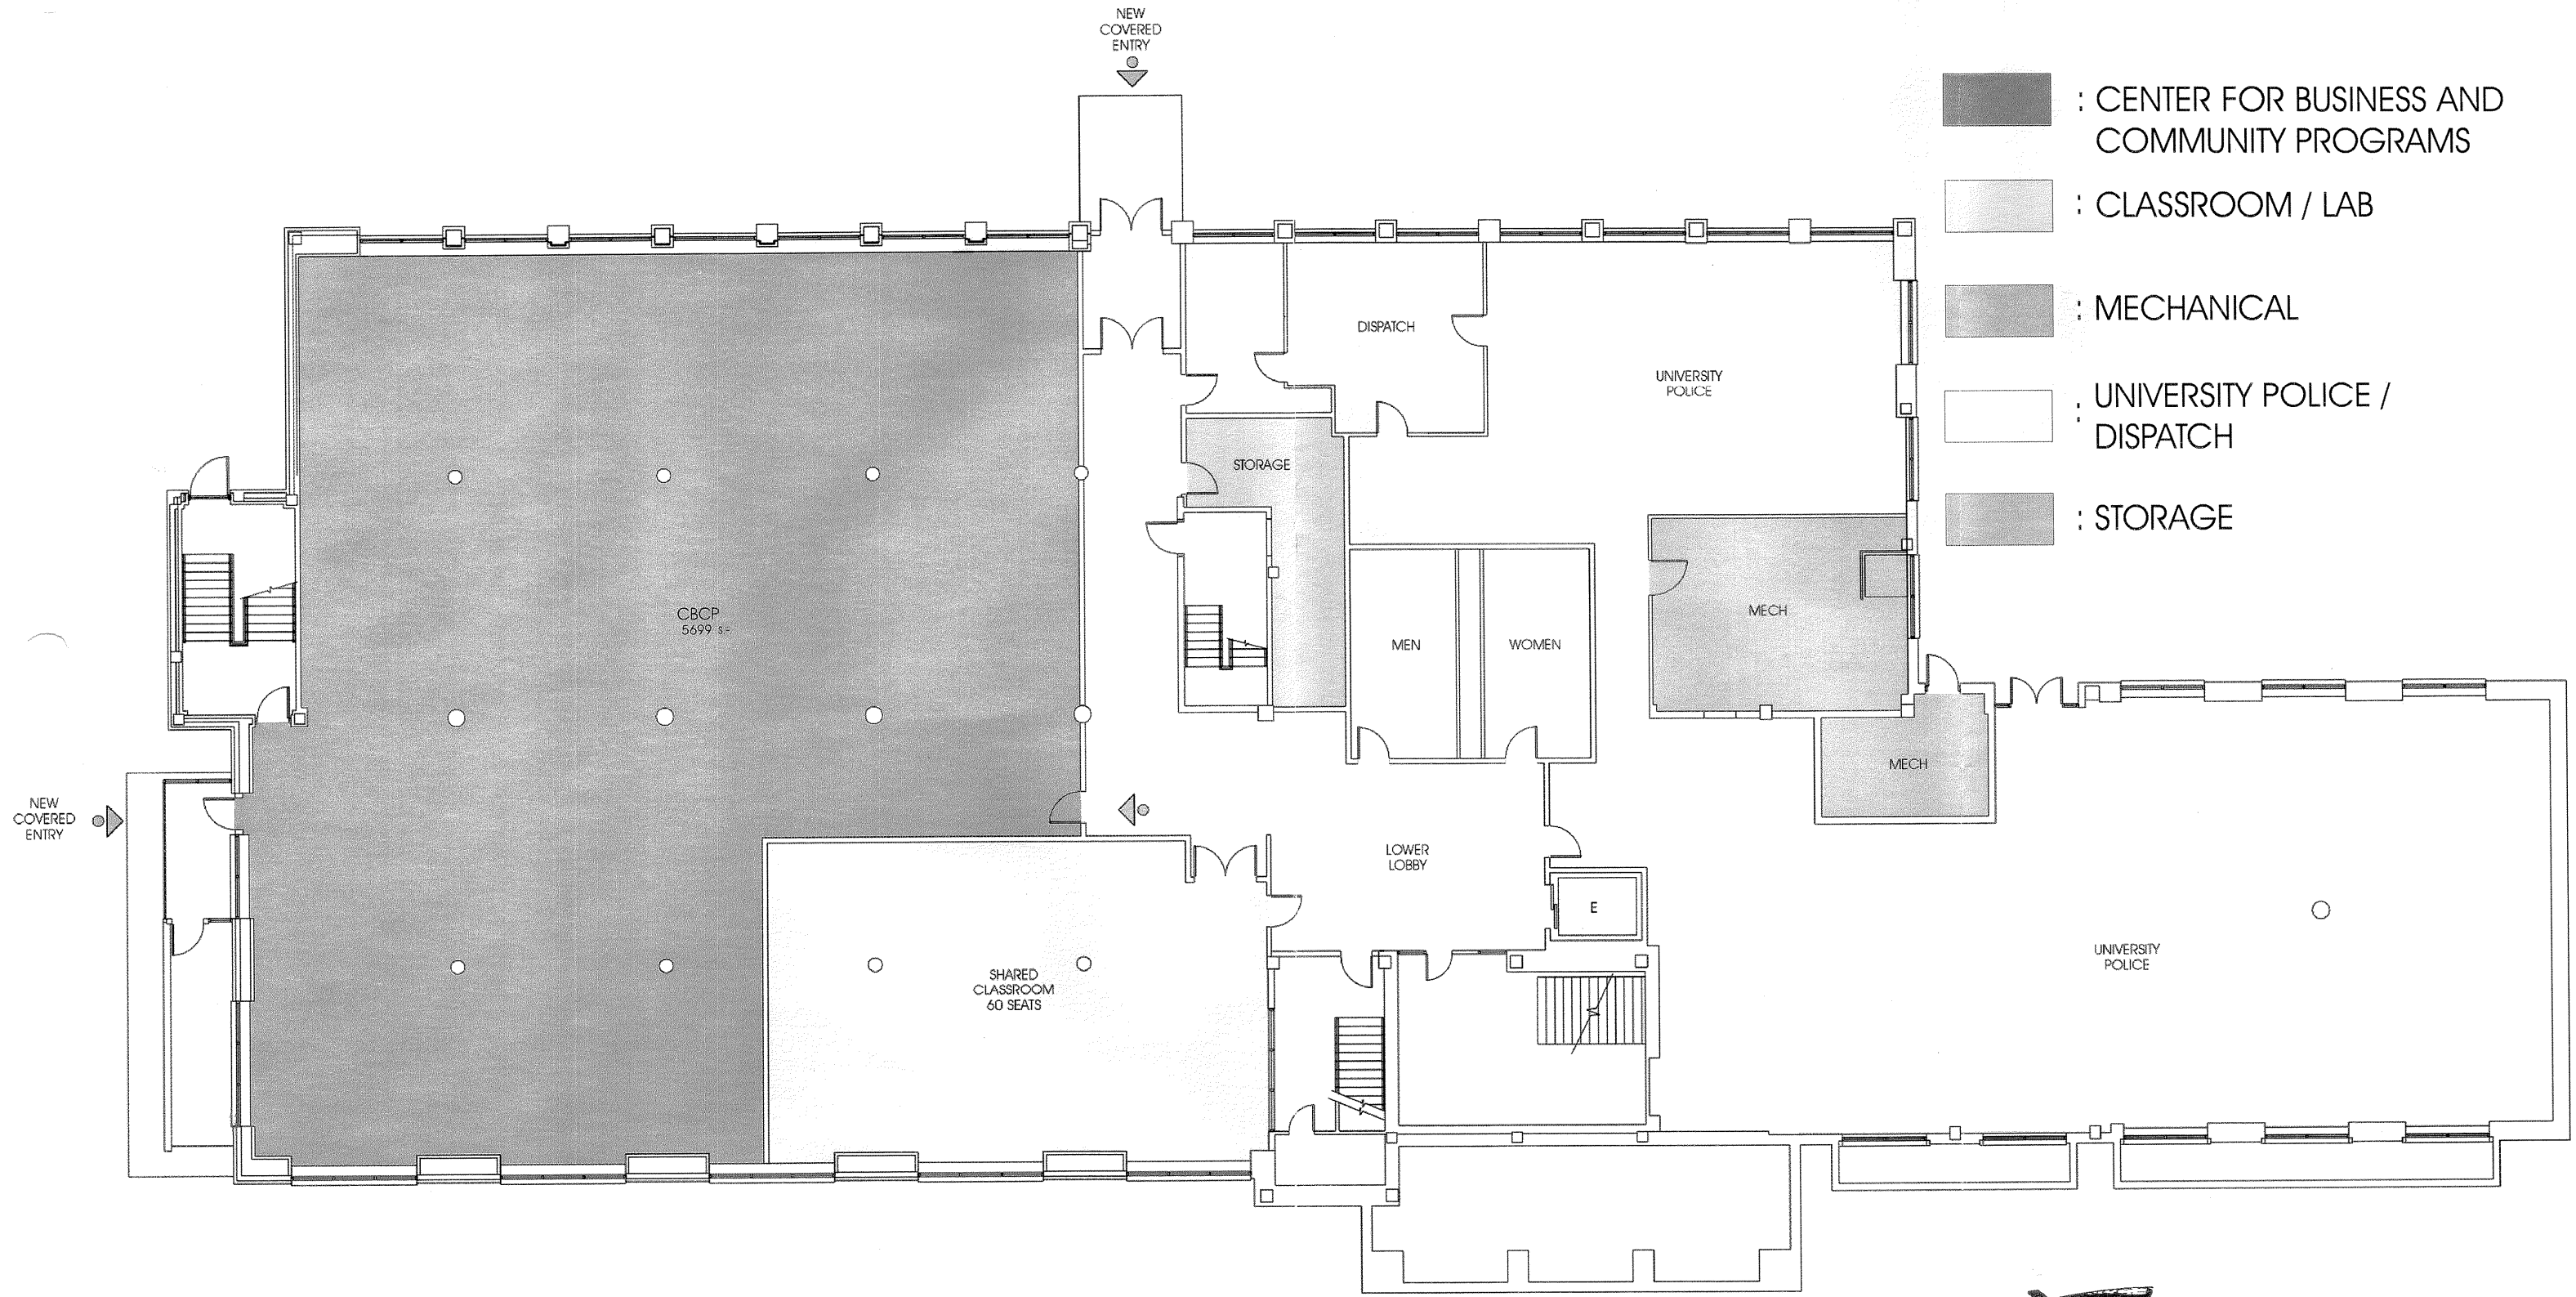 NEW
COVERED
ENTRY
: CENTER FOR BUSINESS AND
COMMUNITY PROGRAMS
: CLASSROOM / LAB
: MECHANICAL
: UNIVERSITY POLICE /
DISPATCH
: STORAGE
DISPATCH
UNIVERSITY
POLICE
STORAGE
CBCP
5699 S.F.
MECH
MEN
WOMEN
MECH
NEW
COVERED
ENTRY
LOWER
LOBBY
E
UNIVERSITY
POLICE
SHARED
CLASSROOM
60 SEATS